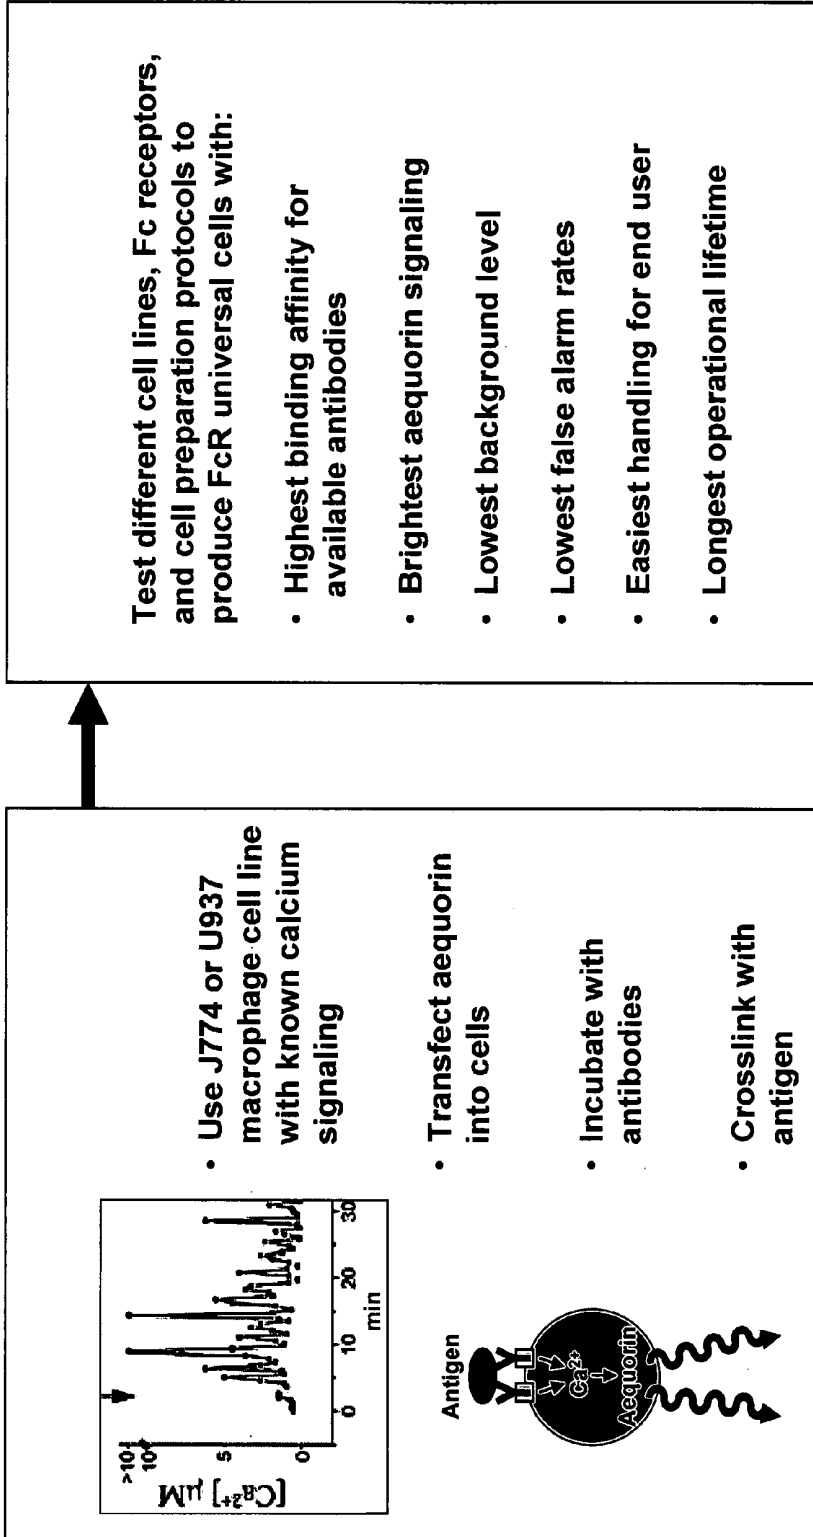 >10
10
5
0
[Ca²⁺] μM
0
10
20
30
min
Antigen
Ca²⁺
Aequorin
• Use J774 or U937
macrophage cell line
with known calcium
signaling
• Transfect aequorin
into cells
• Incubate with
antibodies
• Crosslink with
antigen
Test different cell lines, Fc receptors,
and cell preparation protocols to
produce FcR universal cells with:
• Highest binding affinity for
available antibodies
• Brightest aequorin signaling
• Lowest background level
• Lowest false alarm rates
• Easiest handling for end user
• Longest operational lifetime